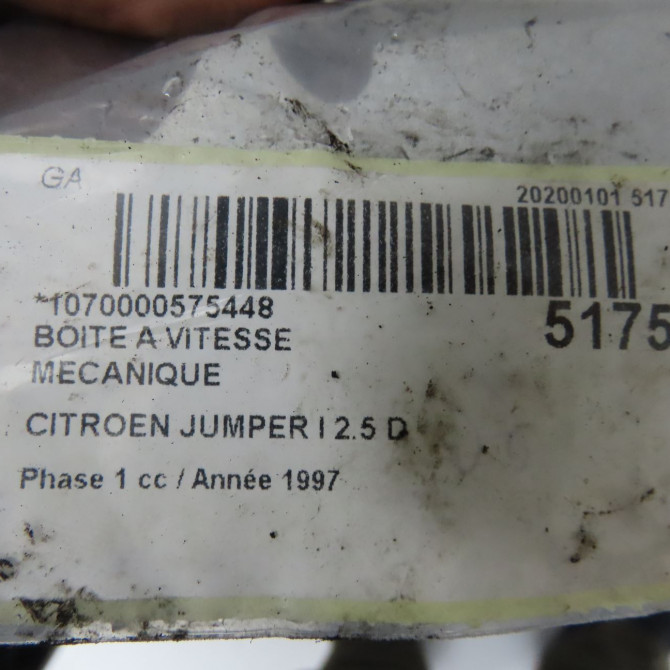 GA
20200101 517
*1070000575448
5175
BOITE A VITESSE
MECANIQUE
CITROEN JUMPER I 2.5 D
Phase 1 cc / Année 1997